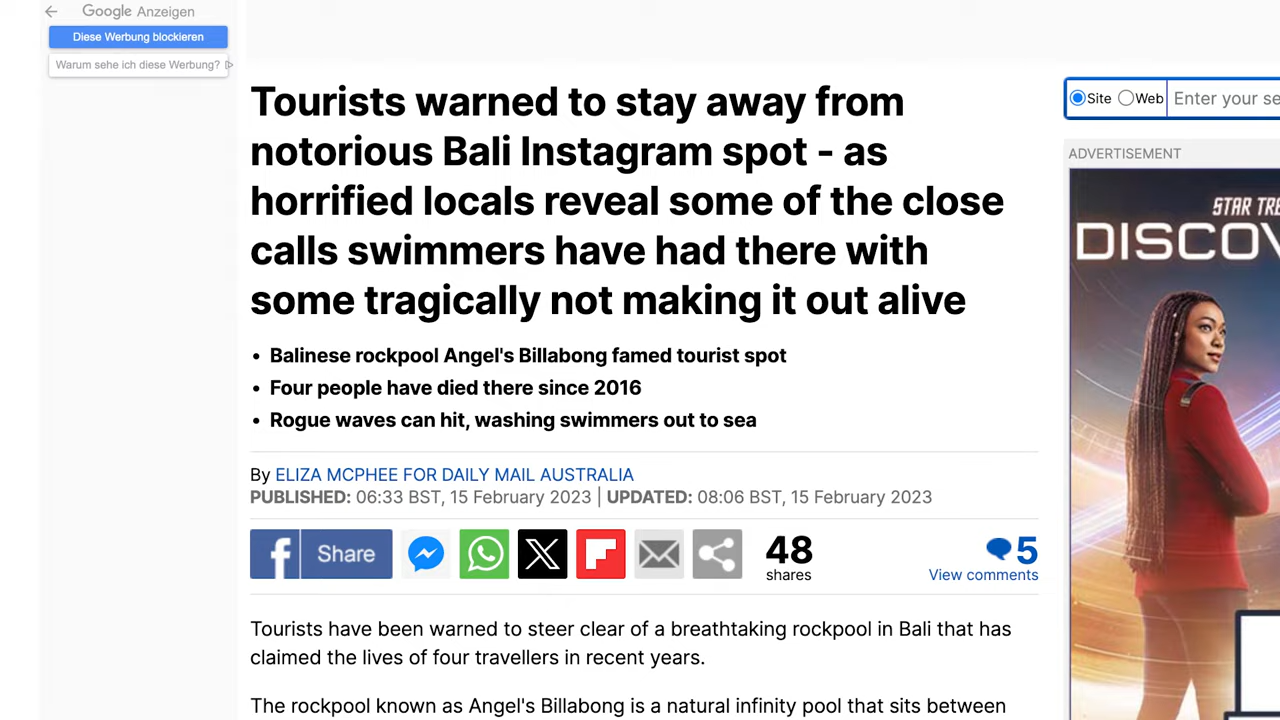 Google Anzeigen
Diese Werbung blockieren
Warum sehe ich diese Werbung?
Tourists warned to stay away from
notorious Bali Instagram spot - as
horrified locals reveal some of the close
calls swimmers have had there with
some tragically not making it out alive
• Balinese rockpool Angel's Billabong famed tourist spot
• Four people have died there since 2016
• Rogue waves can hit, washing swimmers out to sea
By ELIZA MCPHEE FOR DAILY MAIL AUSTRALIA
PUBLISHED: 06:33 BST, 15 February 2023 | UPDATED: 08:06 BST, 15 February 2023
Share
48
shares
5
View comments
Tourists have been warned to steer clear of a breathtaking rockpool in Bali that has
claimed the lives of four travellers in recent years.
The rockpool known as Angel's Billabong is a natural infinity pool that sits between
Site Web Enter your se
ADVERTISEMENT
STAR TRE
DISCOV